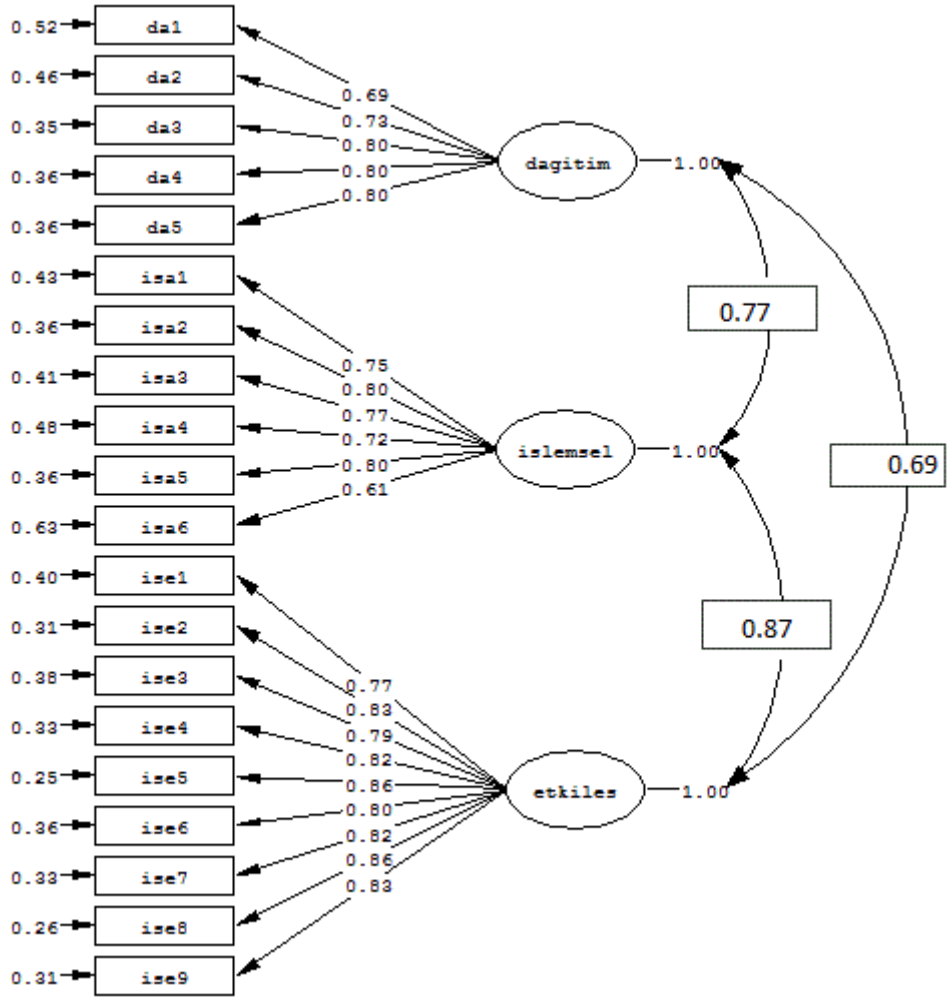 0.52 da1
0.46 da2
0.35 da3
0.36 da4
0.36 da5
0.43 isa1
0.36 isa2
0.41 isa3
0.48 isa4
0.36 isa5
0.63 isa6
0.40 ise1
0.31 ise2
0.38 ise3
0.33 ise4
0.25 ise5
0.36 ise6
0.33 ise7
0.26 ise8
0.31 ise9
0.69
0.73
0.80
0.80
0.80
0.75
0.80
0.77
0.72
0.80
0.61
0.77
0.83
0.79
0.82
0.86
0.80
0.82
0.86
0.83
dagitim 1.00
islemsel 1.00
etkiles 1.00
0.77
0.69
0.87